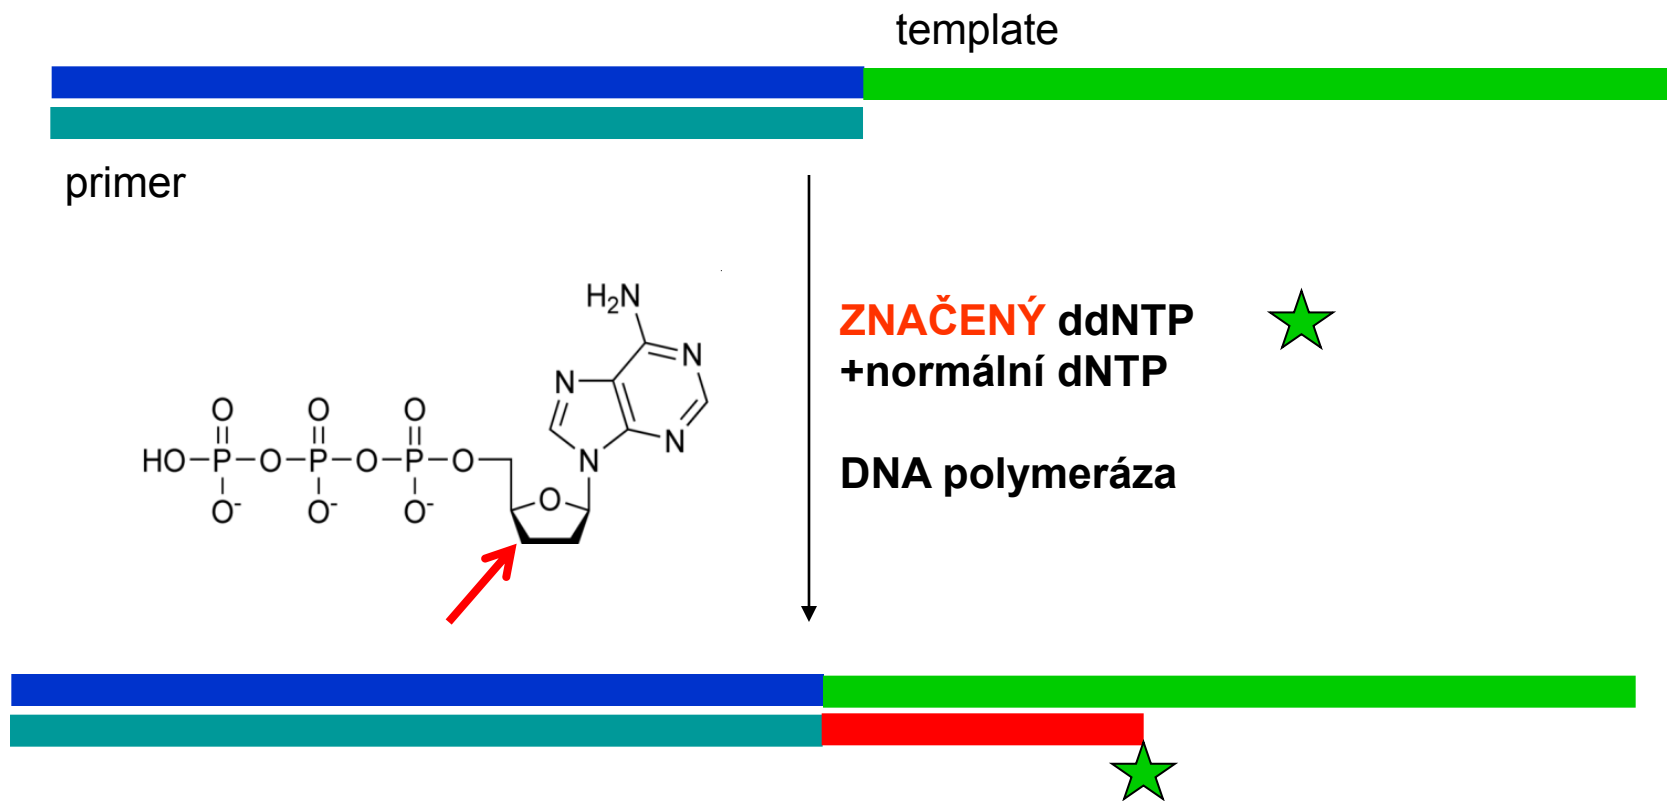 template
primer
H2N
N
N
N
N
O
O
O
HO-P-O-P-O-P-O
O-
O-
O-
O
ZNAČENÝ ddNTP
+normální dNTP
DNA polymeráza